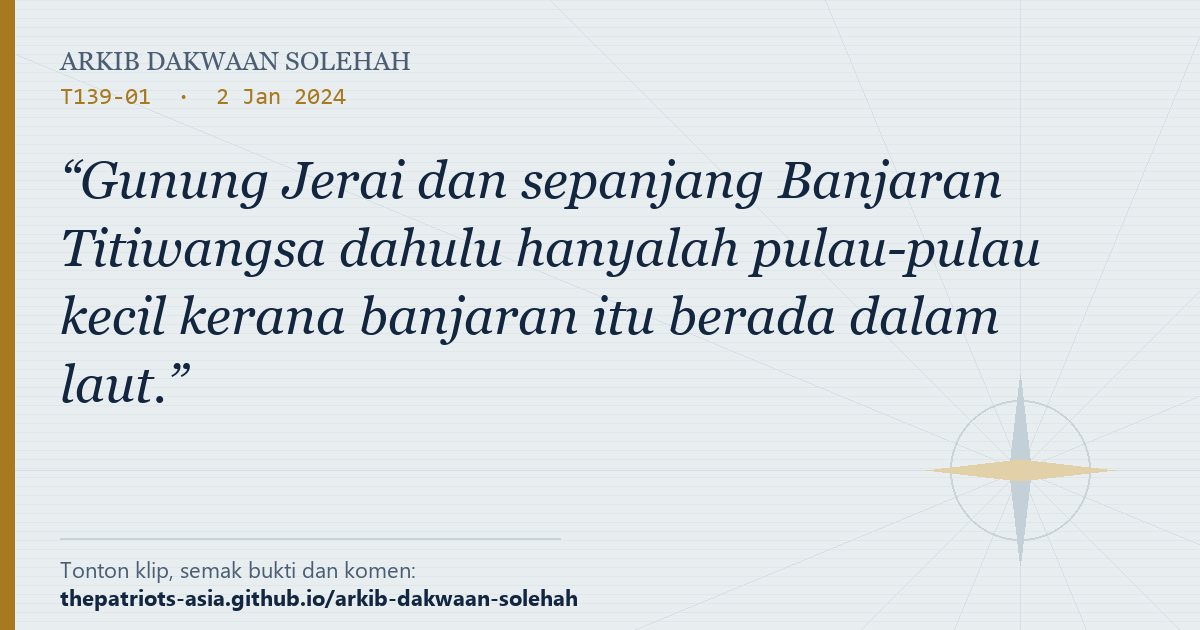 ARKIB DAKWAAN SOLEHAH
T139-01 · 2 Jan 2024
“Gunung Jerai dan sepanjang Banjaran
Titiwangsa dahulu hanyalah pulau-pulau
kecil kerana banjaran itu berada dalam
laut.”
Tonton klip, semak bukti dan komen:
thepatriots-asia.github.io/arkib-dakwaan-solehah